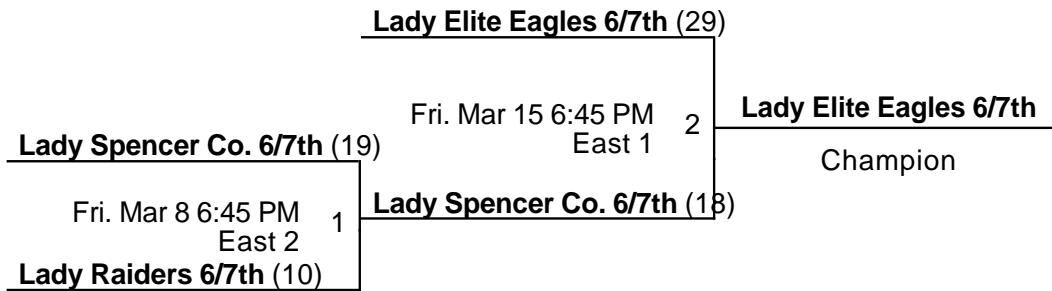 Lady Elite Eagles 6/7th (29)
Fri. Mar 15 6:45 PM
East 1
2
Lady Elite Eagles 6/7th
Champion
Lady Spencer Co. 6/7th (19)
Fri. Mar 8 6:45 PM
East 2
1
Lady Spencer Co. 6/7th (18)
Lady Raiders 6/7th (10)